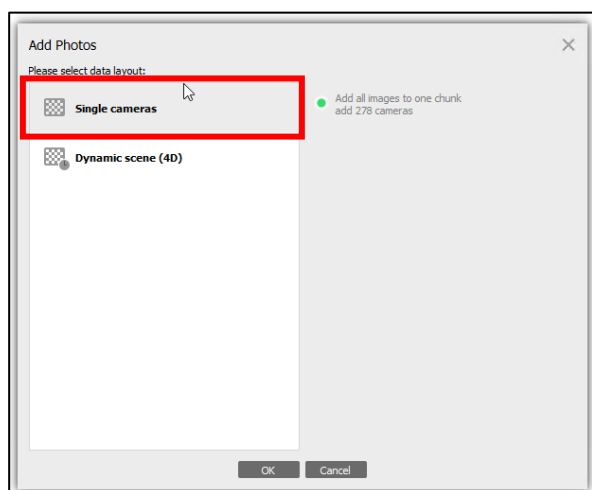 Add Photos
Please select data layout:
Single cameras
Add all images to one chunk
add 278 cameras
Dynamic scene (4D)
OK
Cancel